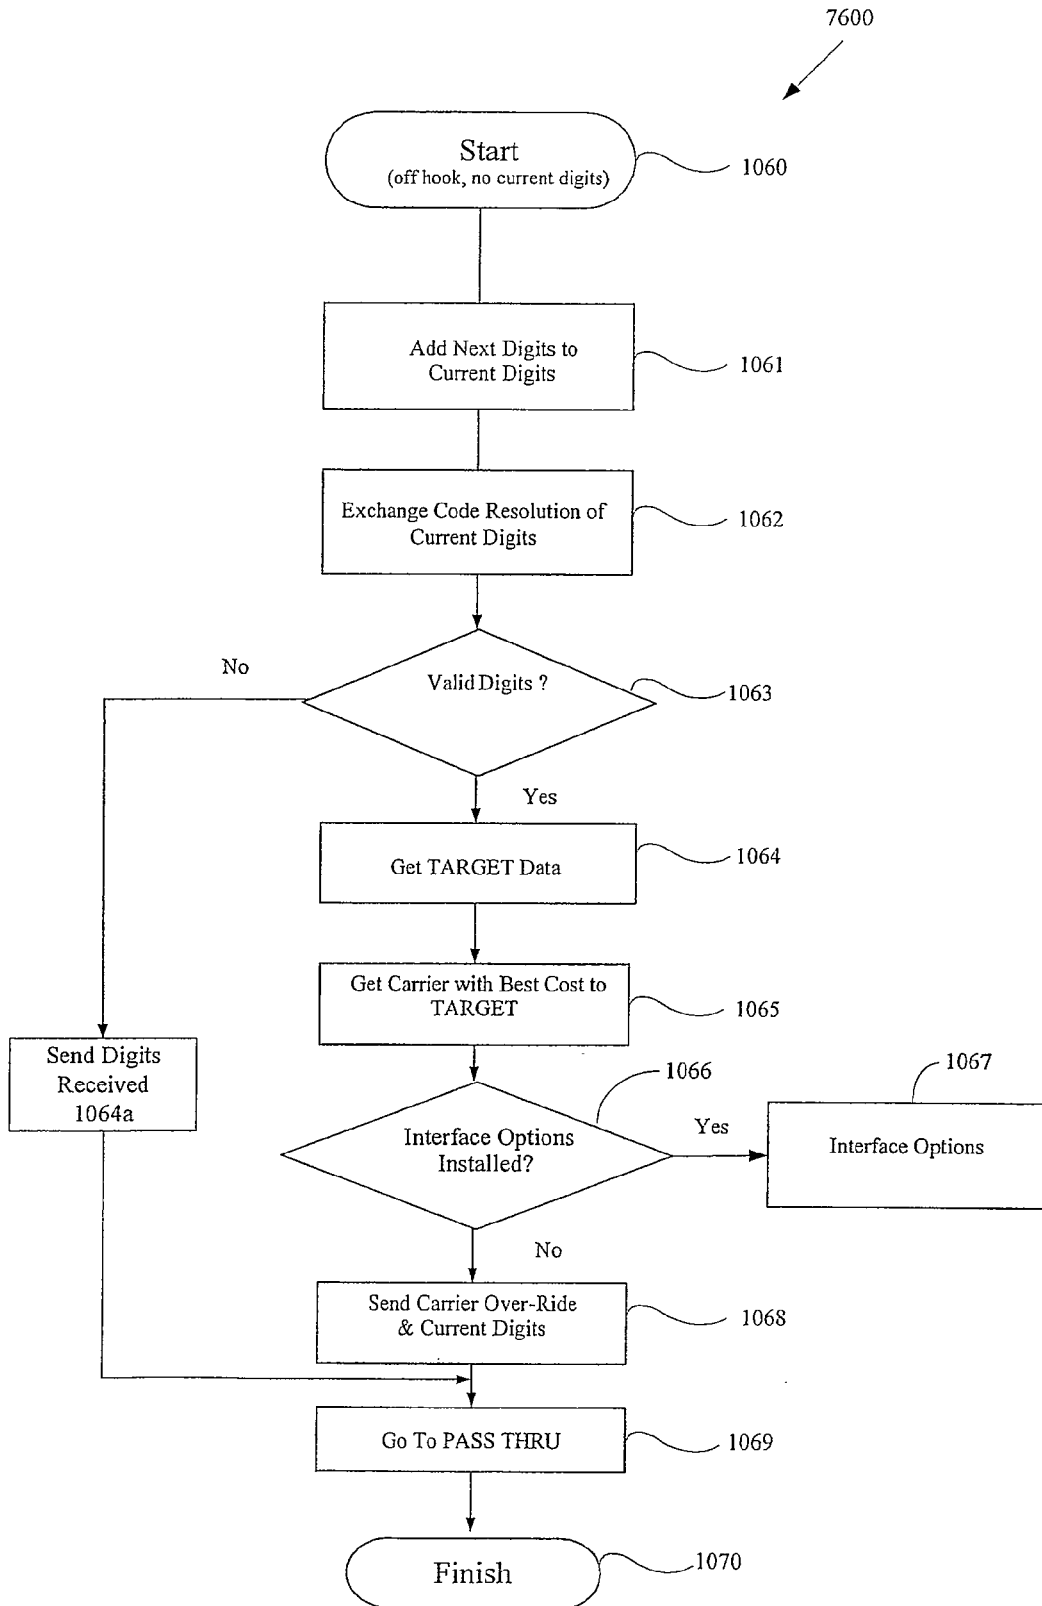 7600
Start
(off hook, no current digits)
1060
Add Next Digits to
Current Digits
1061
Exchange Code Resolution of
Current Digits
1062
No
Valid Digits ?
1063
Yes
Get TARGET Data
1064
Get Carrier with Best Cost to
TARGET
1065
Send Digits
Received
1064a
1066
1067
Interface Options
Installed?
Yes
Interface Options
No
Send Carrier Over-Ride
& Current Digits
1068
Go To PASS THRU
1069
Finish
1070